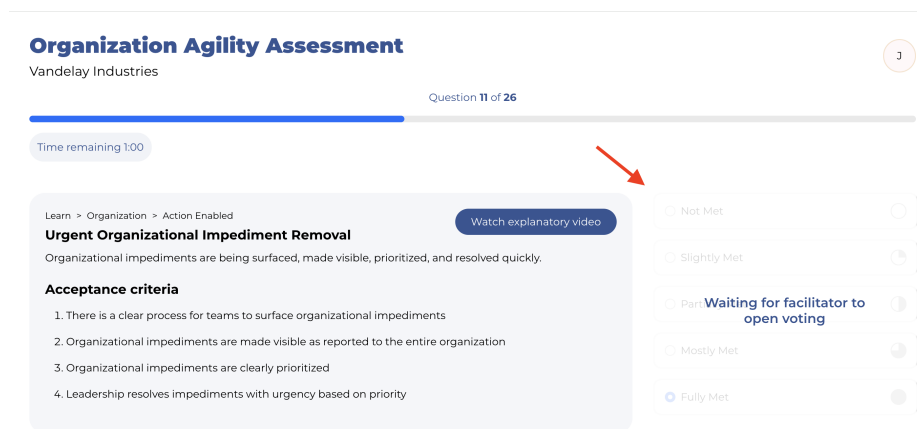 Organization Agility Assessment
Vandelay Industries
J
Question 11 of 26
Time remaining 1:00
Learn > Organization > Action Enabled
Watch explanatory video
Urgent Organizational Impediment Removal
Organizational impediments are being surfaced, made visible, prioritized, and resolved quickly.
Acceptance criteria
1. There is a clear process for teams to surface organizational impediments
2. Organizational impediments are made visible as reported to the entire organization
3. Organizational impediments are clearly prioritized
4. Leadership resolves impediments with urgency based on priority
Not Met
Slightly Met
Waiting for facilitator to
open voting
Mostly Met
Fully Met